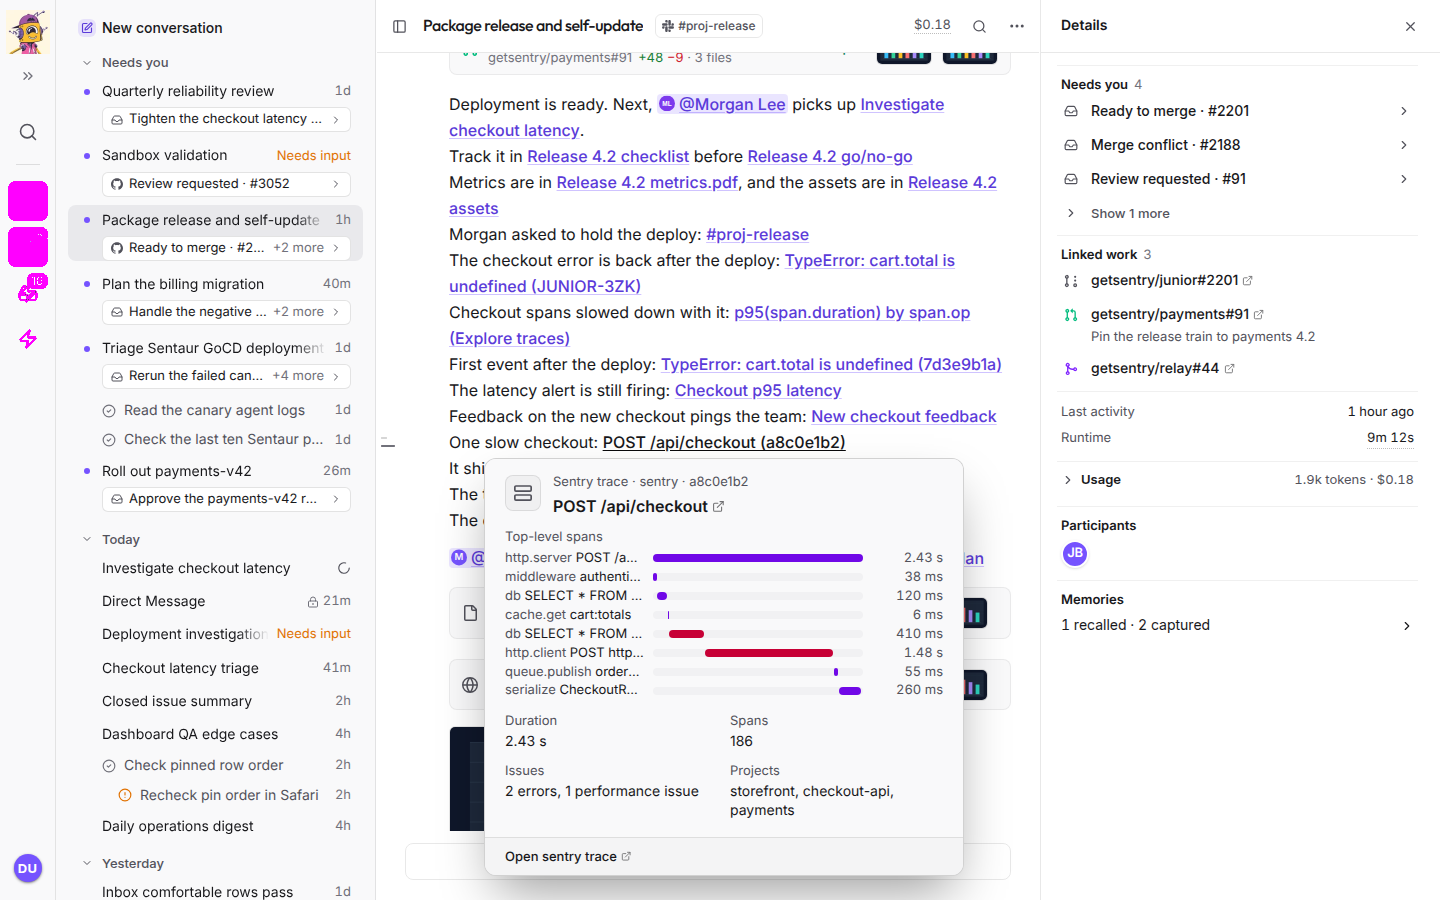 New conversation
Needs you
Quarterly reliability review 1d
Tighten the checkout latency ...
Sandbox validation Needs input
Review requested · #3052
Package release and self-update 1h
Ready to merge · #2... +2 more
Plan the billing migration 40m
Handle the negative ... +2 more
Triage Sentaur GoCD deployment 1d
Rerun the failed can... +4 more
Read the canary agent logs 1d
Check the last ten Sentaur p... 1d
Roll out payments-v42 26m
Approve the payments-v42 r...
Today
Investigate checkout latency
Direct Message 21m
Deployment investigation Needs input
Checkout latency triage 41m
Closed issue summary 2h
Dashboard QA edge cases 4h
Check pinned row order 2h
Recheck pin order in Safari 2h
Daily operations digest 4h
Yesterday
Inbox comfortable rows pass 1d
DU
Package release and self-update #proj-release $0.18
getsentry/payments#91 +48 −9 · 3 files
Deployment is ready. Next, ML @Morgan Lee picks up Investigate
checkout latency.
Track it in Release 4.2 checklist before Release 4.2 go/no-go
Metrics are in Release 4.2 metrics.pdf, and the assets are in Release 4.2
assets
Morgan asked to hold the deploy: #proj-release
The checkout error is back after the deploy: TypeError: cart.total is
undefined (JUNIOR-3ZK)
Checkout spans slowed down with it: p95(span.duration) by span.op
(Explore traces)
First event after the deploy: TypeError: cart.total is undefined (7d3e9b1a)
The latency alert is still firing: Checkout p95 latency
Feedback on the new checkout pings the team: New checkout feedback
One slow checkout: POST /api/checkout (a8c0e1b2)
It shi
The
The
M @ lan
Sentry trace · sentry · a8c0e1b2
POST /api/checkout
Top-level spans
http.server POST /a... 2.43 s
middleware authenti... 38 ms
db SELECT * FROM ... 120 ms
cache.get cart:totals 6 ms
db SELECT * FROM ... 410 ms
http.client POST http... 1.48 s
queue.publish order... 55 ms
serialize CheckoutR... 260 ms
Duration Spans
2.43 s 186
Issues Projects
2 errors, 1 performance issue storefront, checkout-api,
payments
Open sentry trace
Details
Needs you 4
Ready to merge · #2201
Merge conflict · #2188
Review requested · #91
Show 1 more
Linked work 3
getsentry/junior#2201
getsentry/payments#91
Pin the release train to payments 4.2
getsentry/relay#44
Last activity 1 hour ago
Runtime 9m 12s
Usage 1.9k tokens · $0.18
Participants
JB
Memories
1 recalled · 2 captured